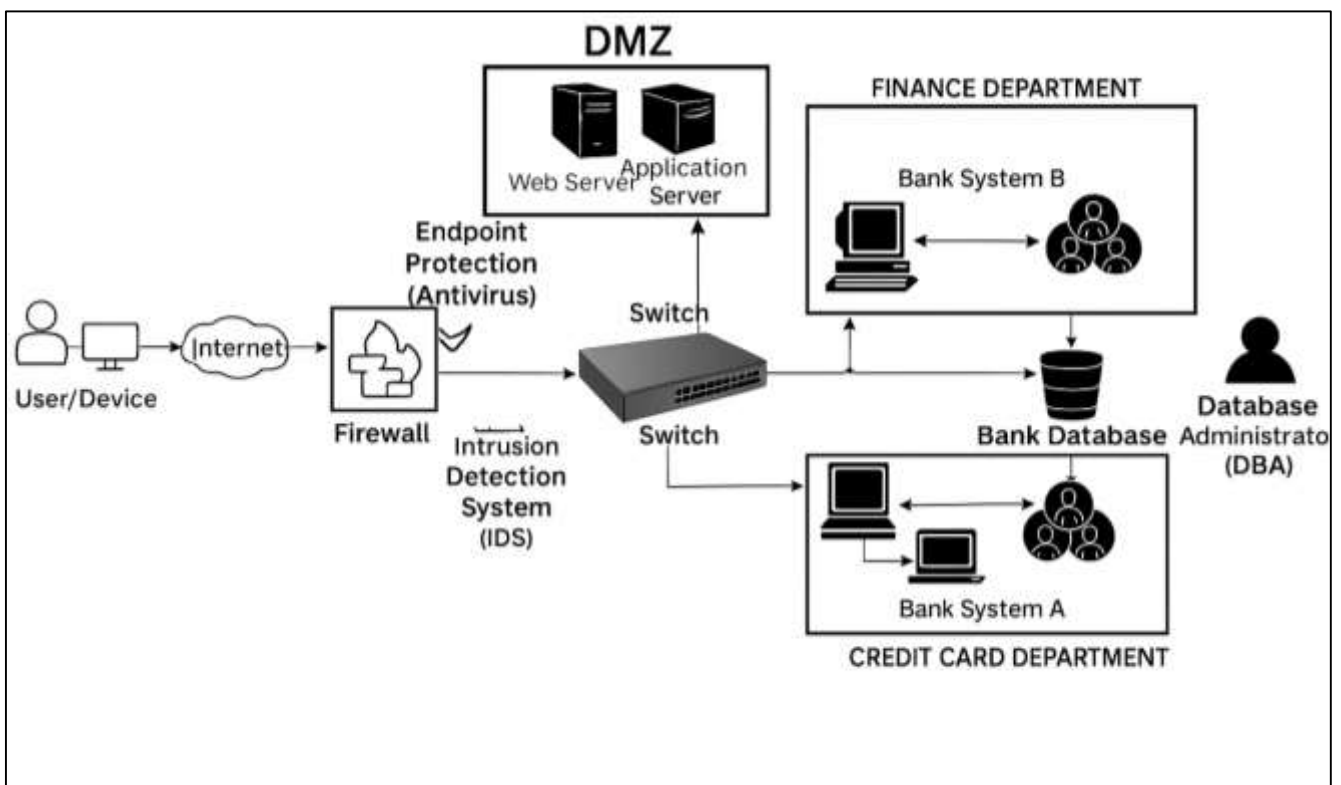 DMZ
Web Server
Application
Server
FINANCE DEPARTMENT
Bank System B
Endpoint
Protection
(Antivirus)
Switch
Internet
User/Device
Firewall
Intrusion
Detection
System
(IDS)
Switch
Bank Database
Database
Administrato
(DBA)
Bank System A
CREDIT CARD DEPARTMENT